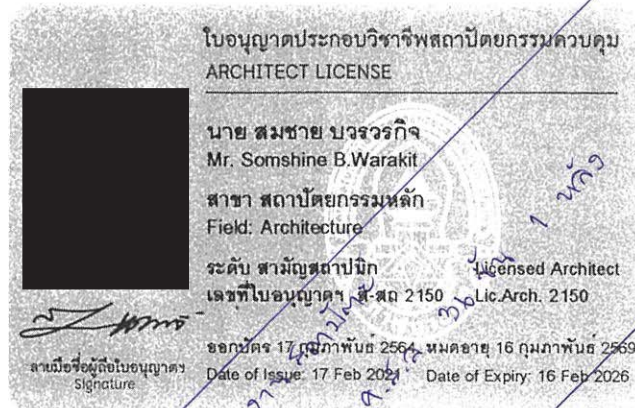 ใบอนุญาตประกอบวิชาชีพสถาปัตยกรรมควบคุม
ARCHITECT LICENSE
นาย สมชาย บวรวรกิจ
Mr. Somshine B.Warakit
สาขา สถาปัตยกรรมหลัก
Field: Architecture
ระดับ สามัญสถาปนิก Licensed Architect
เลขที่ใบอนุญาตฯ ส-สถ 2150 Lic.Arch. 2150
ออกบัตร 17 กุมภาพันธ์ 2564 หมดอายุ 16 กุมภาพันธ์ 2569
Date of Issue: 17 Feb 2021 Date of Expiry: 16 Feb 2026
ลายมือชื่อผู้ถือใบอนุญาตฯ
Signature
1 หลัง